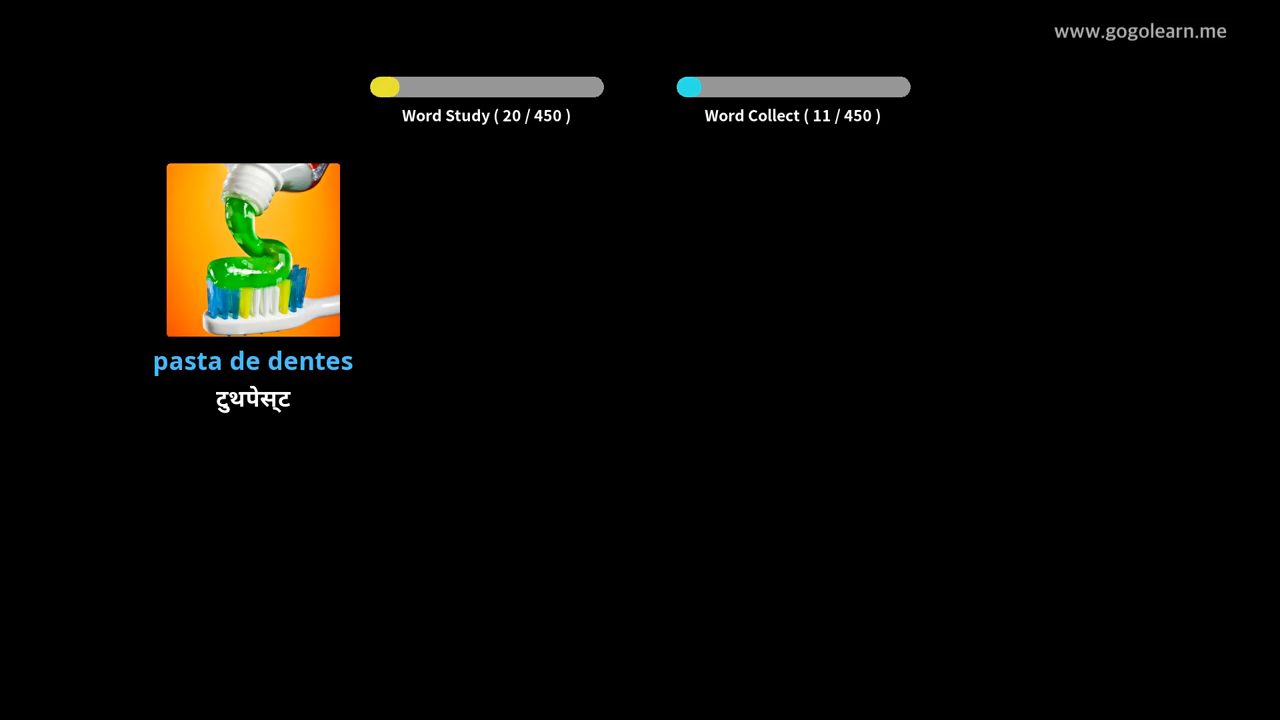 www.gogolearn.me
Word Study ( 20 / 450 )
Word Collect ( 11 / 450 )
pasta de dentes
टुथपेस्ट